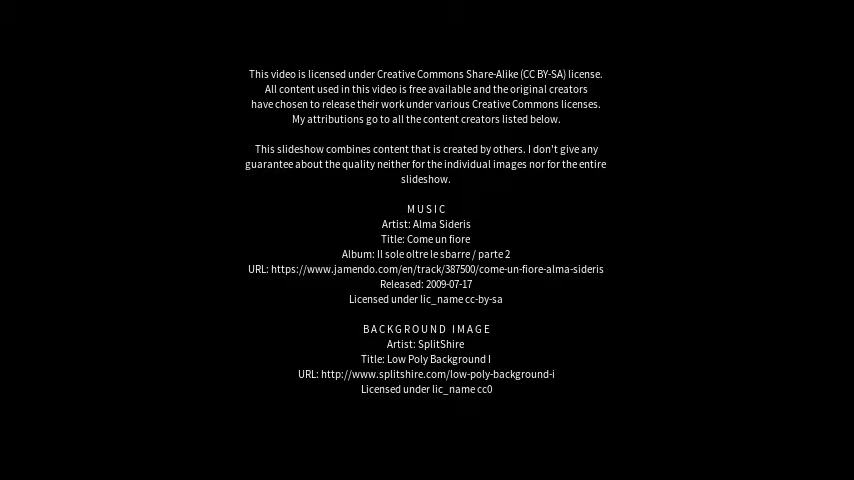 This video is licensed under Creative Commons Share-Alike (CC BY-SA) license.
All content used in this video is free available and the original creators
have chosen to release their work under various Creative Commons licenses.
My attributions go to all the content creators listed below.
This slideshow combines content that is created by others. I don't give any
guarantee about the quality neither for the individual images nor for the entire
slideshow.
MUSIC
Artist: Alma Sideris
Title: Come un fiore
Album: Il sole oltre le sbarre / parte 2
URL: https://www.jamendo.com/en/track/387500/come-un-fiore-alma-sideris
Released: 2009-07-17
Licensed under lic_name cc-by-sa
BACKGROUND IMAGE
Artist: SplitShire
Title: Low Poly Background I
URL: http://www.splitshire.com/low-poly-background-i
Licensed under lic_name cc0